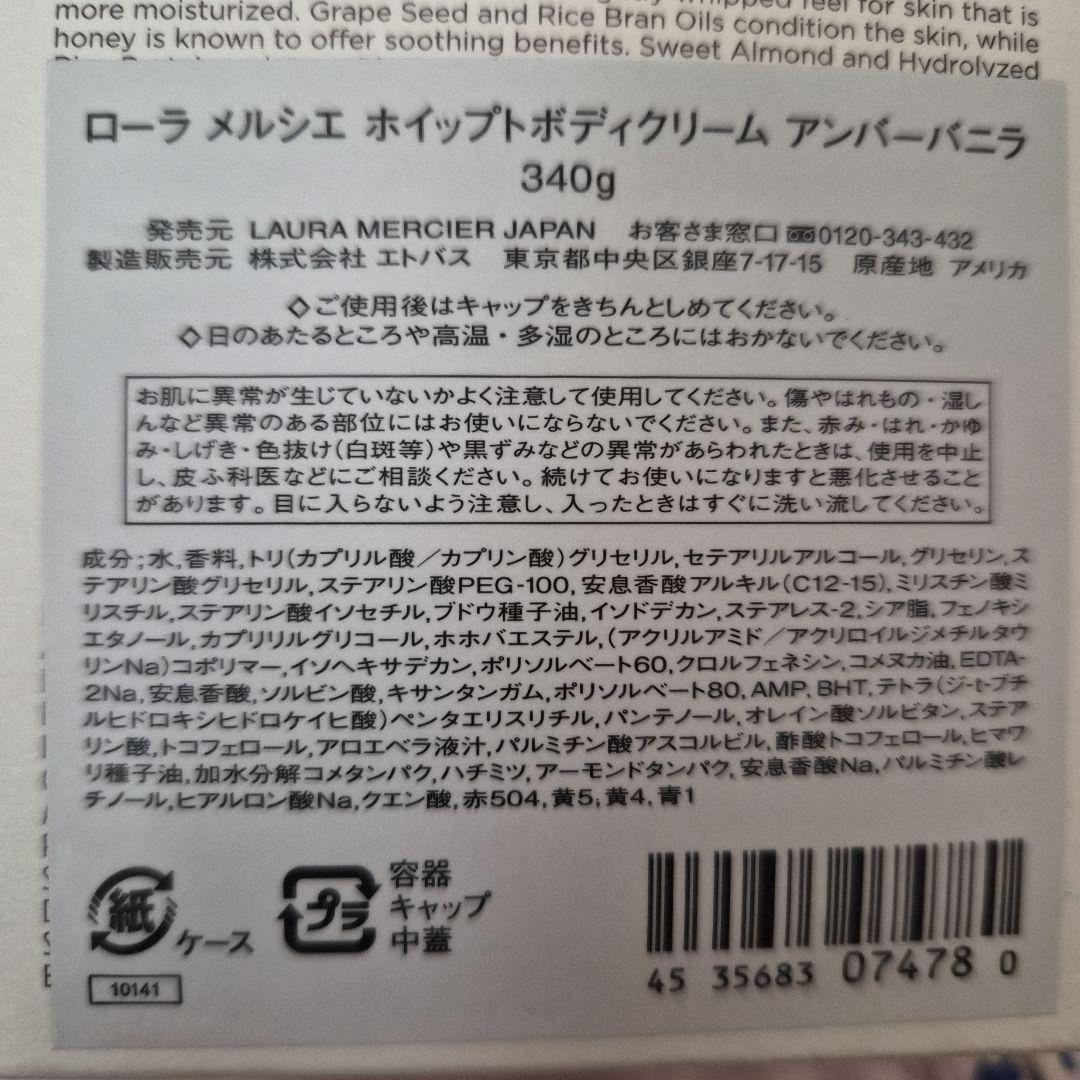 more moisturized. Grape Seed and Rice Bran Oils condition the skin, while
honey is known to offer soothing benefits. Sweet Almond and Hydrolyzed
ローラ メルシエ ホイップトボディクリーム アンバーバニラ
340g
発売元 LAURA MERCIER JAPAN お客さま窓口 0120-343-432
製造販売元 株式会社 エトバス 東京都中央区銀座7-17-15 原産地 アメリカ
◇ご使用後はキャップをきちんとしめてください。
◇日のあたるところや高温・多湿のところにはおかないでください。
お肌に異常が生じていないかよく注意して使用してください。傷やはれもの・湿し
んなど異常のある部位にはお使いにならないでください。また、赤み・はれ・かゆ
み・しげき・色抜け(白斑等)や黒ずみなどの異常があらわれたときは、使用を中止
し、皮ふ科医などにご相談ください。続けてお使いになりますと悪化させること
があります。目に入らないよう注意し、入ったときはすぐに洗い流してください。
成分;水,香料,トリ(カプリル酸/カプリン酸)グリセリル,セテアリルアルコール,グリセリン,ス
テアリン酸グリセリル,ステアリン酸PEG-100,安息香酸アルキル(C12-15),ミリスチン酸ミ
リスチル,ステアリン酸イソセチル,ブドウ種子油,イソドデカン,ステアレス-2,シア脂,フェノキシ
エタノール,カプリリルグリコール,ホホバエステル,(アクリルアミド/アクリロイルジメチルタウ
リンNa)コポリマー,イソヘキサデカン,ポリソルベート60,クロルフェネシン,コメヌカ油,EDTA-
2Na,安息香酸,ソルビン酸,キサンタンガム,ポリソルベート80,AMP,BHT,テトラ(ジ-t-ブチ
ルヒドロキシヒドロケイヒ酸)ペンタエリスリチル,パンテノール,オレイン酸ソルビタン,ステア
リン酸,トコフェロール,アロエベラ液汁,パルミチン酸アスコルビル,酢酸トコフェロール,ヒマワ
リ種子油,加水分解コメタンパク,ハチミツ,アーモンドタンパク,安息香酸Na,パルミチン酸レ
チノール,ヒアルロン酸Na,クエン酸,赤504,黄5,黄4,青1
紙 ケース
プラ 容器
キャップ
中蓋
10141
45 35683 07478 0